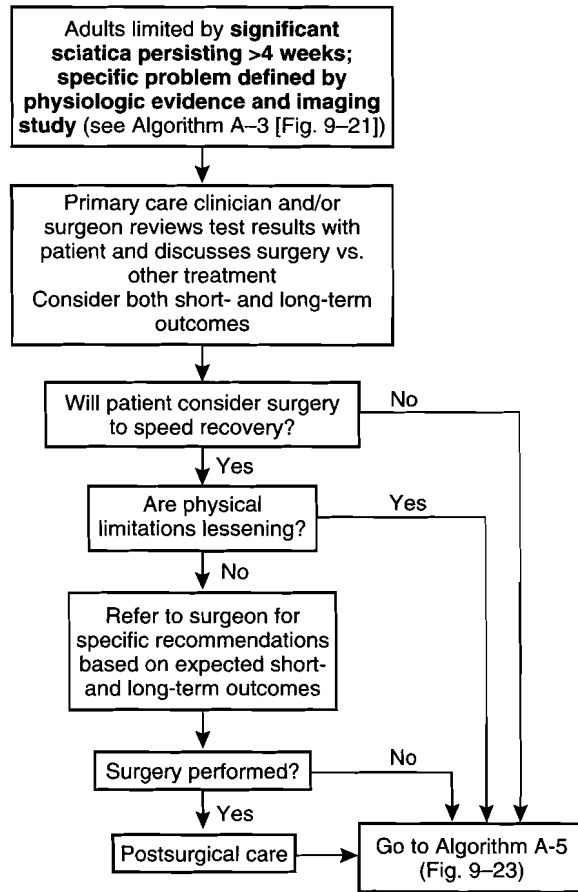 Adults limited by significant
sciatica persisting >4 weeks;
specific problem defined by
physiologic evidence and imaging
study (see Algorithm A–3 [Fig. 9–21])
Primary care clinician and/or
surgeon reviews test results with
patient and discusses surgery vs.
other treatment
Consider both short- and long-term
outcomes
Will patient consider surgery
to speed recovery?
No
Yes
Are physical
limitations lessening?
Yes
No
Refer to surgeon for
specific recommendations
based on expected short-
and long-term outcomes
Surgery performed?
No
Yes
Postsurgical care
Go to Algorithm A-5
(Fig. 9–23)